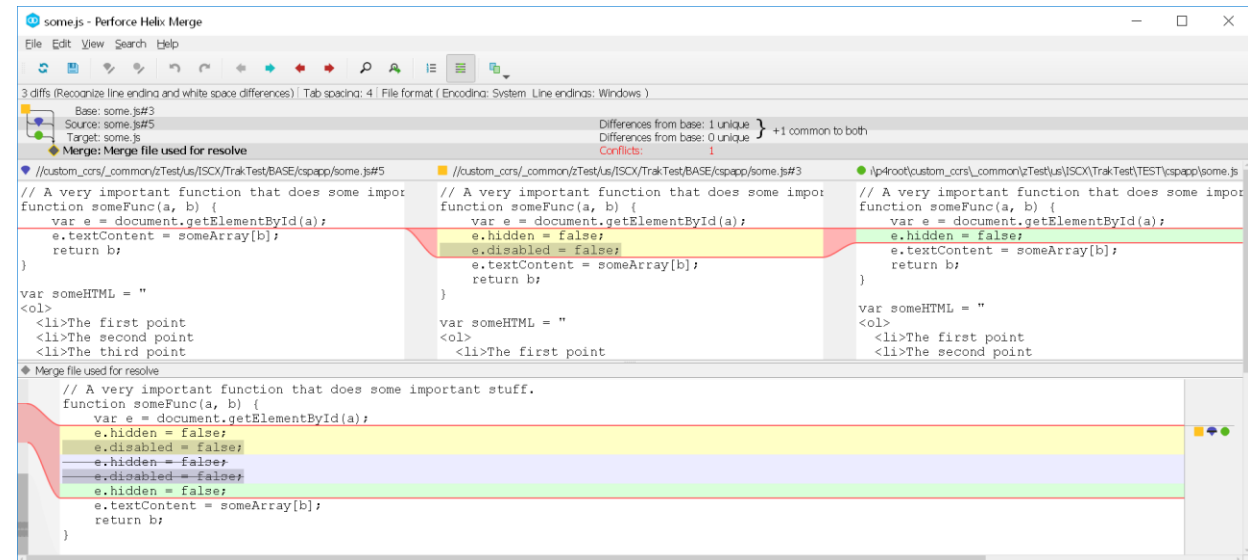 some.js - Perforce Helix Merge
File Edit View Search Help
3 diffs (Recognize line ending and white space differences) Tab spacing: 4 File format ( Encoding: System Line endings: Windows )
Base: some.js#3
Source: some.js#5 Differences from base: 1 unique } +1 common to both
Target: some.js Differences from base: 0 unique
Merge: Merge file used for resolve Conflicts: 1
//custom_ccrs/_common/zTest/us/ISCX/TrakTest/BASE/cspapp/some.js#5
// A very important function that does some impor
function someFunc(a, b) {
var e = document.getElementById(a);
e.textContent = someArray[b];
return b;
}
var someHTML = "
<ol>
<li>The first point
<li>The second point
<li>The third point
//custom_ccrs/_common/zTest/us/ISCX/TrakTest/BASE/cspapp/some.js#3
// A very important function that does some impor
function someFunc(a, b) {
var e = document.getElementById(a);
e.hidden = false;
e.disabled = false;
e.textContent = someArray[b];
return b;
}
var someHTML = "
<ol>
<li>The first point
i:\p4root\custom_ccrs\_common\zTest\us\ISCX\TrakTest\TEST\cspapp\some.js
// A very important function that does some impor
function someFunc(a, b) {
var e = document.getElementById(a);
e.hidden = false;
e.textContent = someArray[b];
return b;
}
var someHTML = "
<ol>
<li>The first point
<li>The second point
Merge file used for resolve
// A very important function that does some important stuff.
function someFunc(a, b) {
var e = document.getElementById(a);
e.hidden = false;
e.disabled = false;
e.hidden = false;
e.disabled = false;
e.hidden = false;
e.textContent = someArray[b];
return b;
}